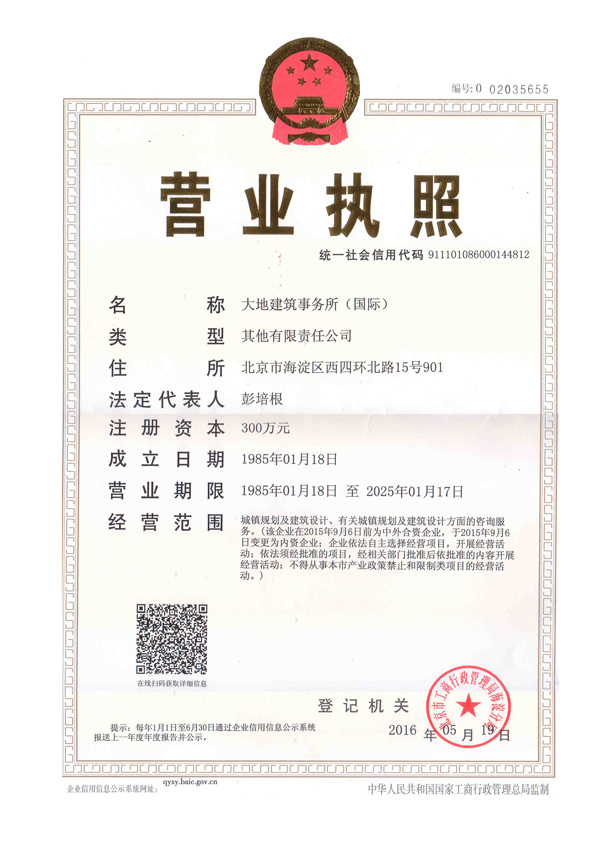 编号: 0 02035655
营业执照
统一社会信用代码 911101086000144812
名称 大地建筑事务所（国际）
类型 其他有限责任公司
住所 北京市海淀区西四环北路15号901
法定代表人 彭培根
注册资本 300万元
成立日期 1985年01月18日
营业期限 1985年01月18日 至 2025年01月17日
经营范围 城镇规划及建筑设计、有关城镇规划及建筑设计方面的咨询服
务。(该企业在2015年9月6日前为中外合资企业，于2015年9月6
日变更为内资企业；企业依法自主选择经营项目，开展经营活
动；依法须经批准的项目，经相关部门批准后依批准的内容开展
经营活动；不得从事本市产业政策禁止和限制类项目的经营活
动。)
在线扫码获取详细信息
登记机关
北京市工商行政管理局海淀分局
2016 年 05 月 19 日
提示：每年1月1日至6月30日通过企业信用信息公示系统
报送上一年度年度报告并公示。
企业信用信息公示系统网址： qyxy.baic.gov.cn
中华人民共和国国家工商行政管理总局监制